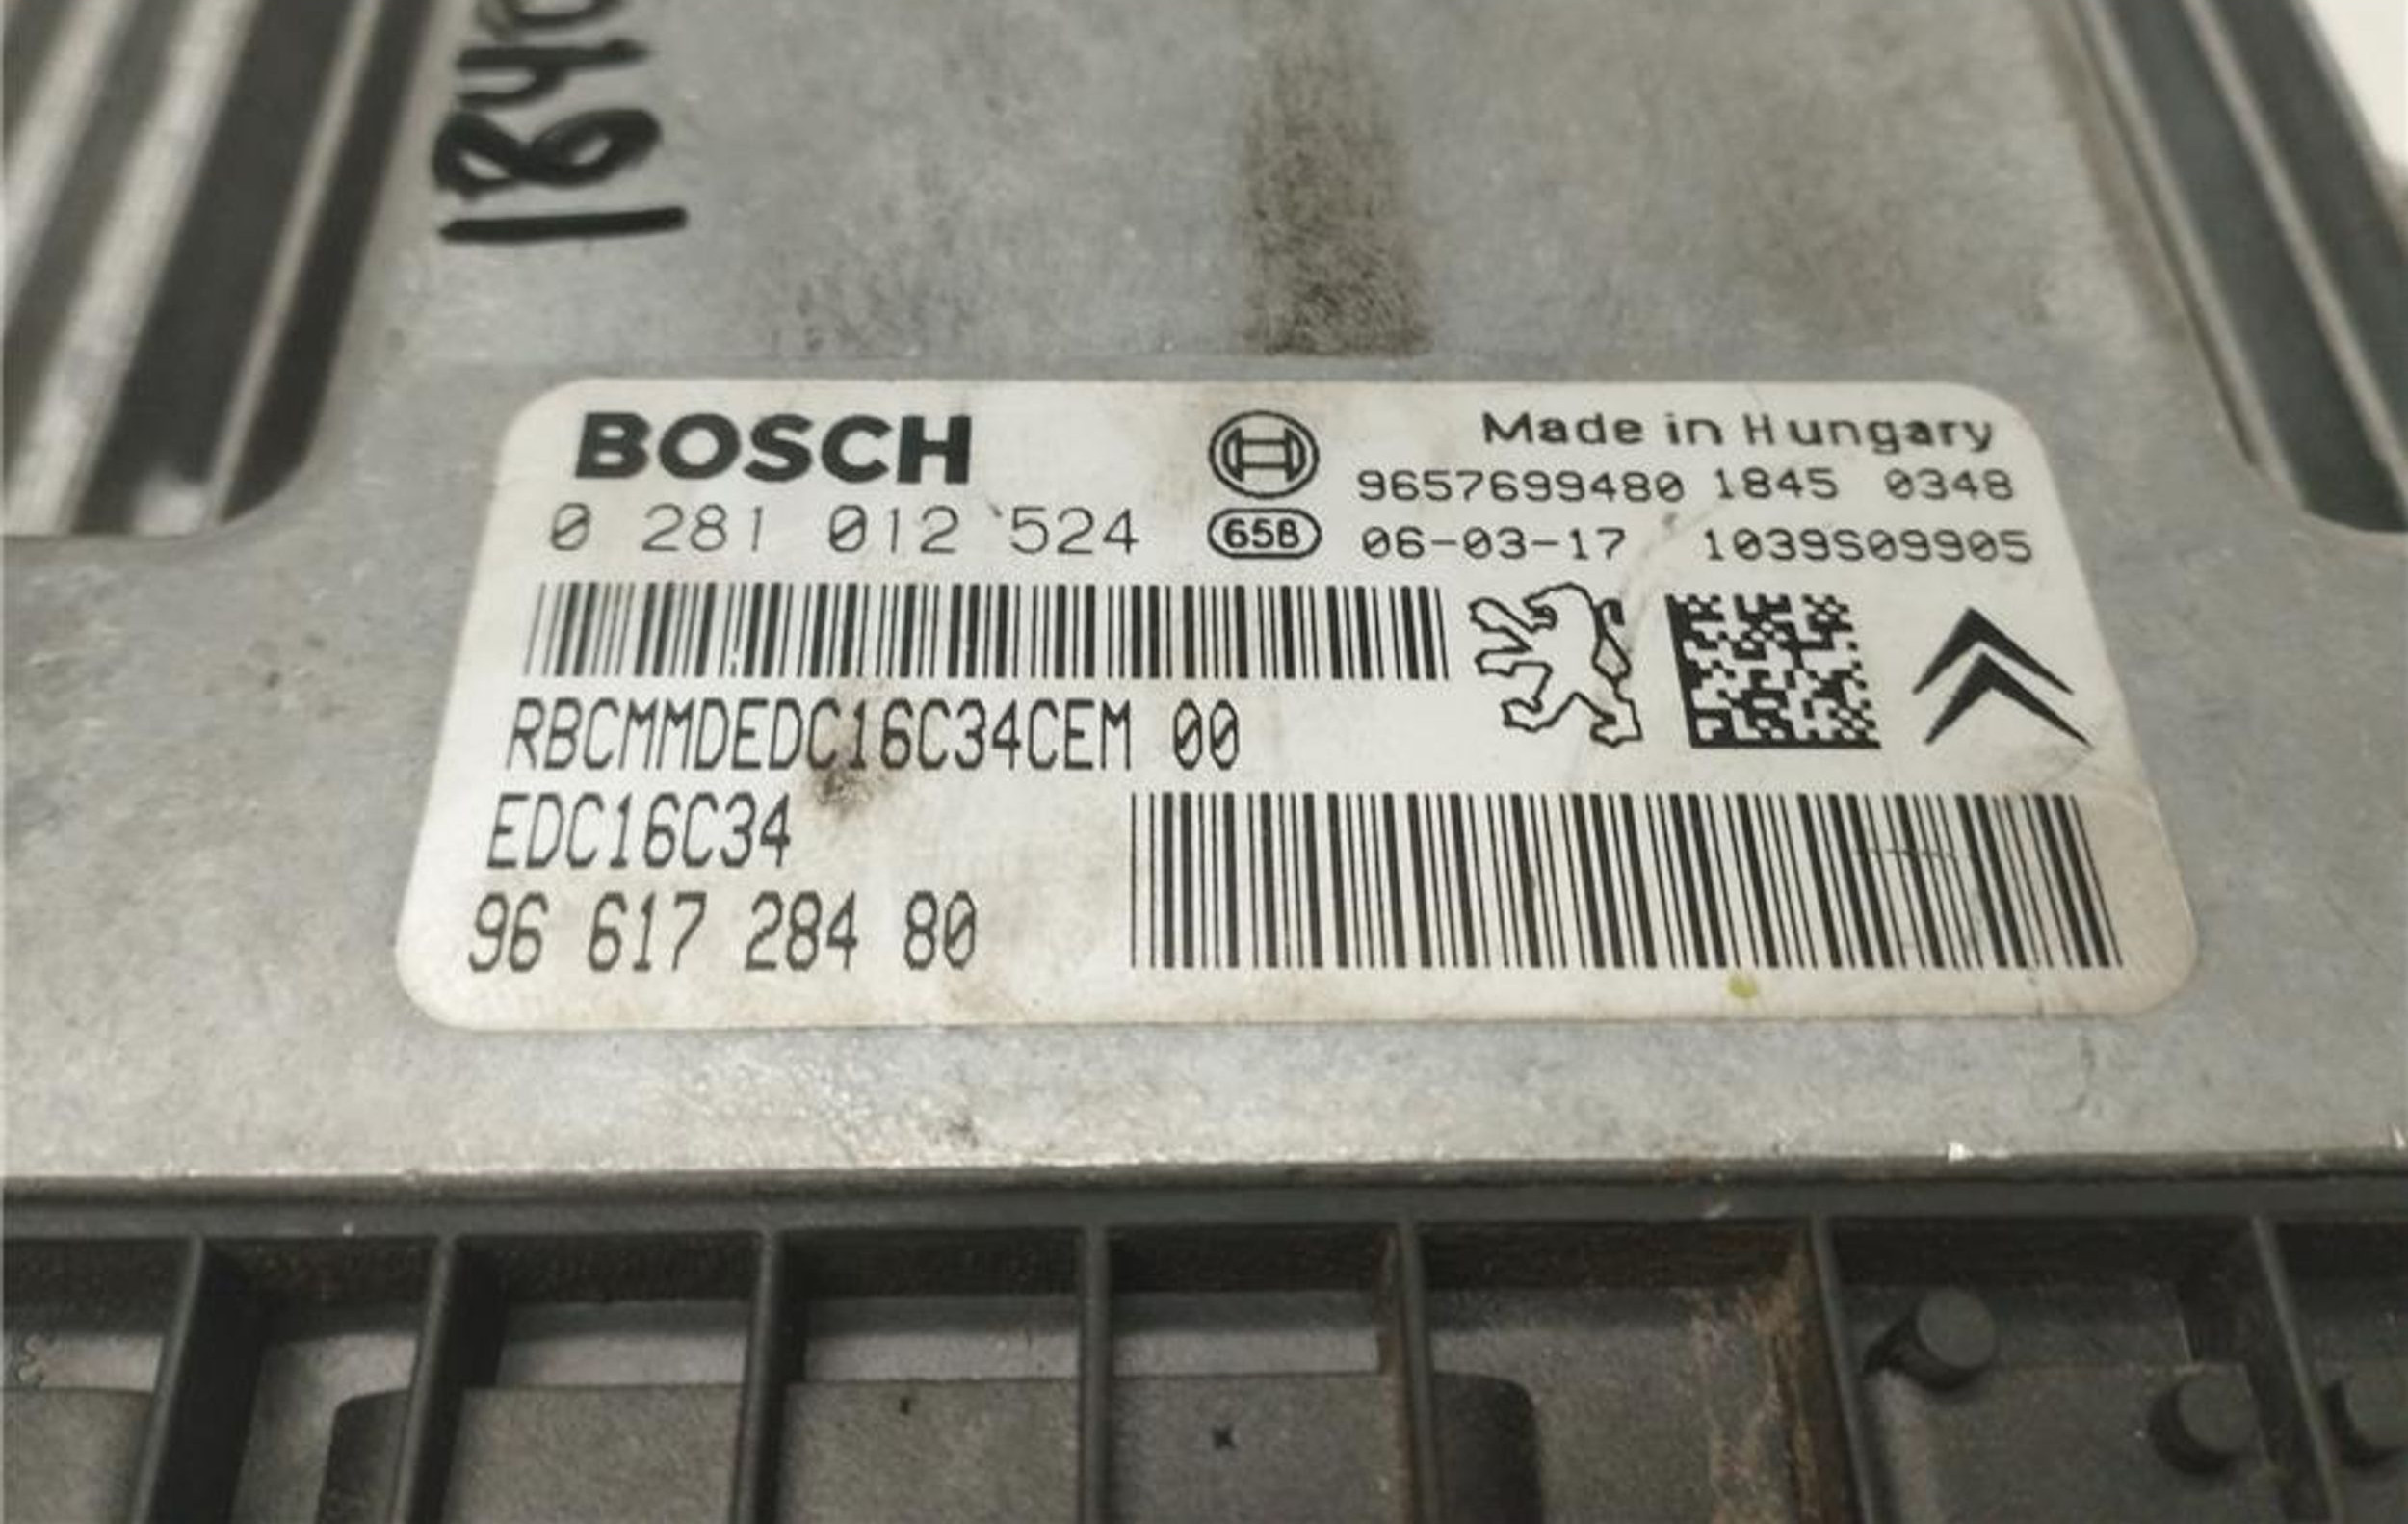 BOSCH
Made in Hungary
9657699480 1845 0348
0 281 012 524
65B
06-03-17 1039S09905
RBCMMDEDC16C34CEM 00
EDC16C34
96 617 284 80